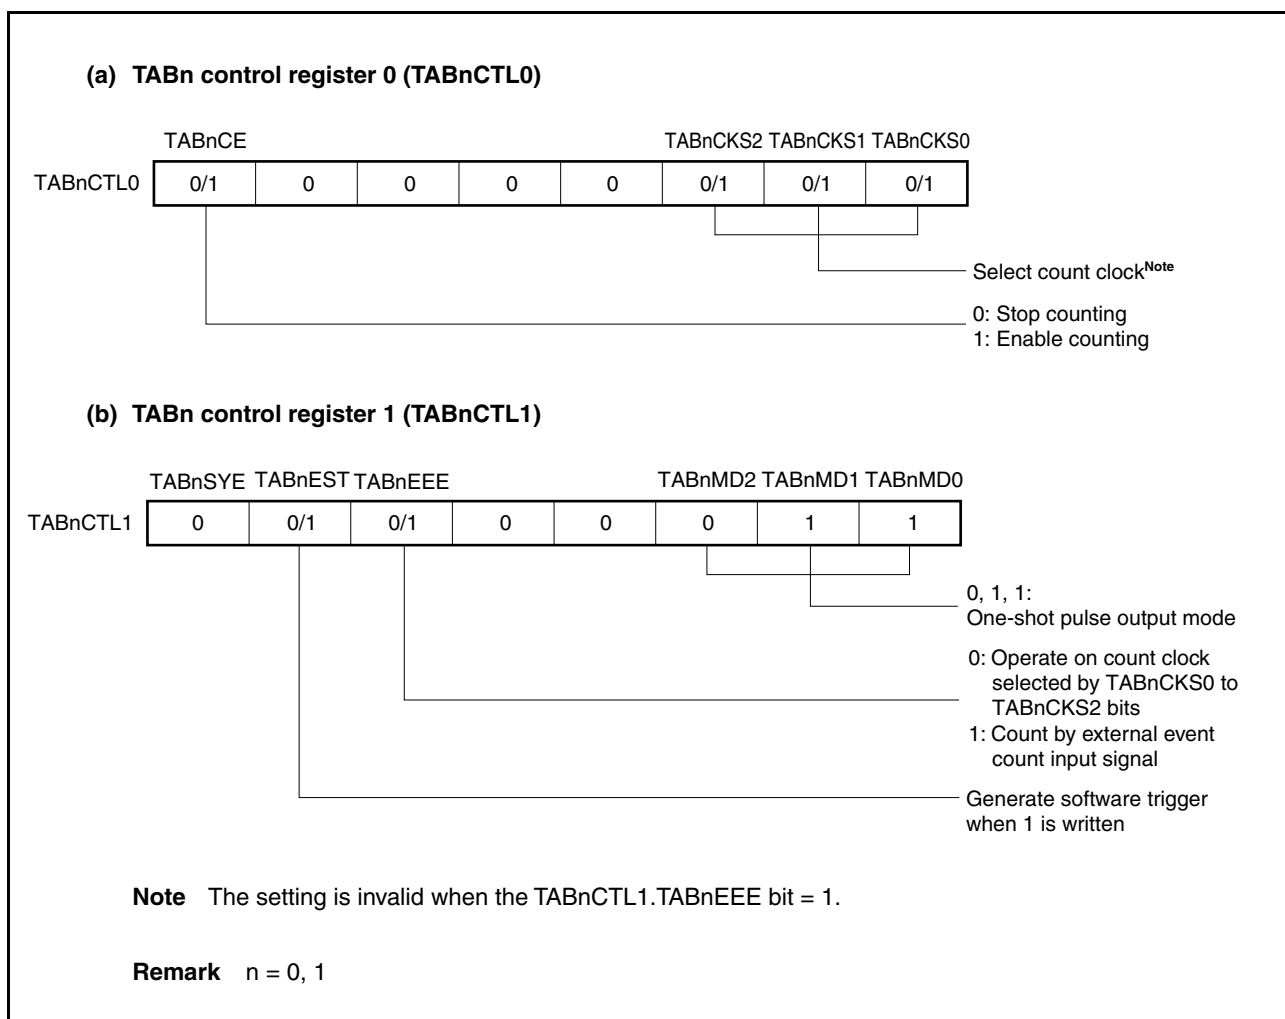 (a) TABn control register 0 (TABnCTL0)
TABnCE TABnCKS2 TABnCKS1 TABnCKS0
TABnCTL0 0/1 0 0 0 0 0/1 0/1 0/1
Select count clockNote
0: Stop counting
1: Enable counting
(b) TABn control register 1 (TABnCTL1)
TABnSYE TABnEST TABnEEE TABnMD2 TABnMD1 TABnMD0
TABnCTL1 0 0/1 0/1 0 0 0 1 1
0, 1, 1:
One-shot pulse output mode
0: Operate on count clock
selected by TABnCKS0 to
TABnCKS2 bits
1: Count by external event
count input signal
Generate software trigger
when 1 is written
Note The setting is invalid when the TABnCTL1.TABnEEE bit = 1.
Remark n = 0, 1